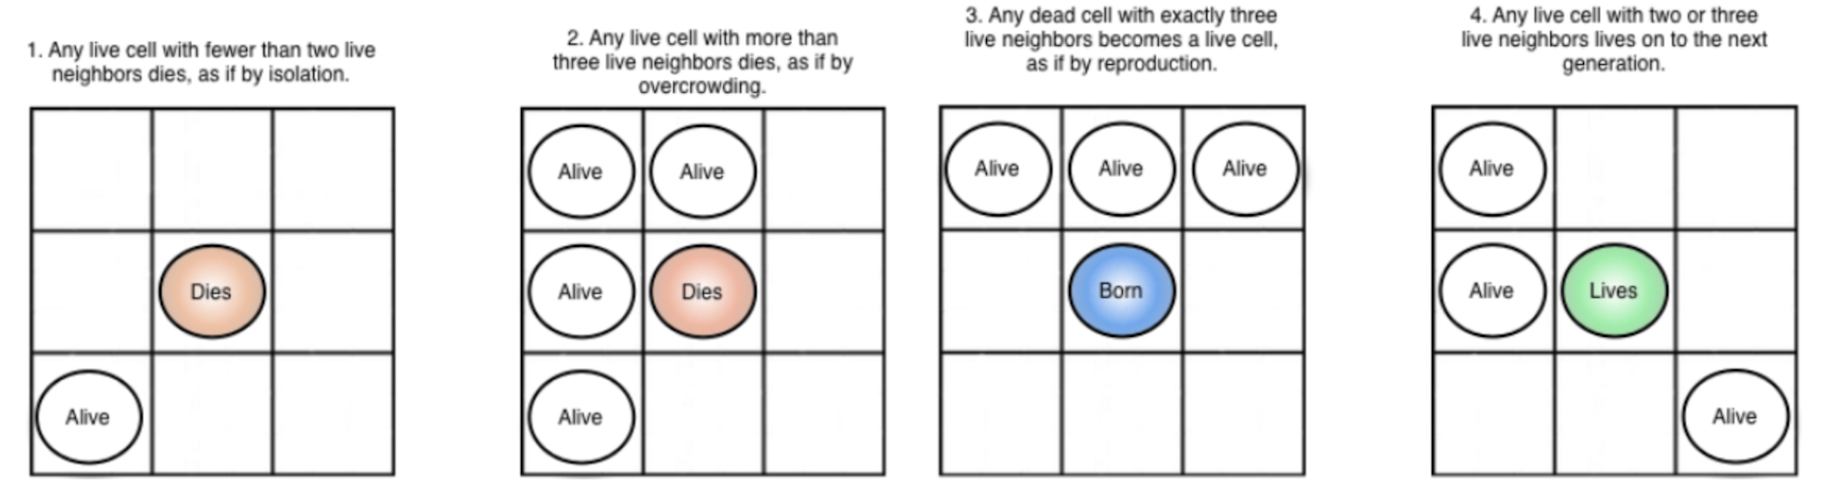 1. Any live cell with fewer than two live
neighbors dies, as if by isolation.
Dies
Alive
2. Any live cell with more than
three live neighbors dies, as if by
overcrowding.
Alive
Alive
Alive
Dies
Alive
3. Any dead cell with exactly three
live neighbors becomes a live cell,
as if by reproduction.
Alive
Alive
Alive
Born
4. Any live cell with two or three
live neighbors lives on to the next
generation.
Alive
Alive
Lives
Alive